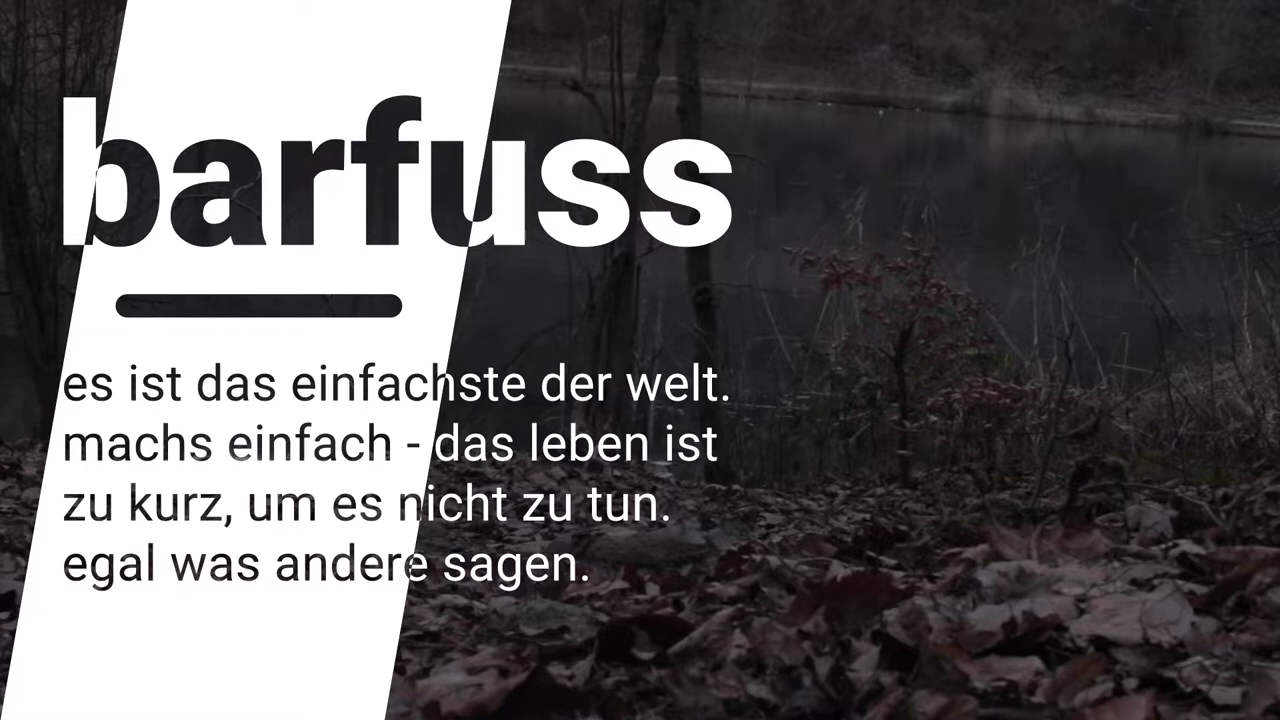 barfuss
es ist das einfachste der welt.
machs einfach - das leben ist
zu kurz, um es nicht zu tun.
egal was andere sagen.